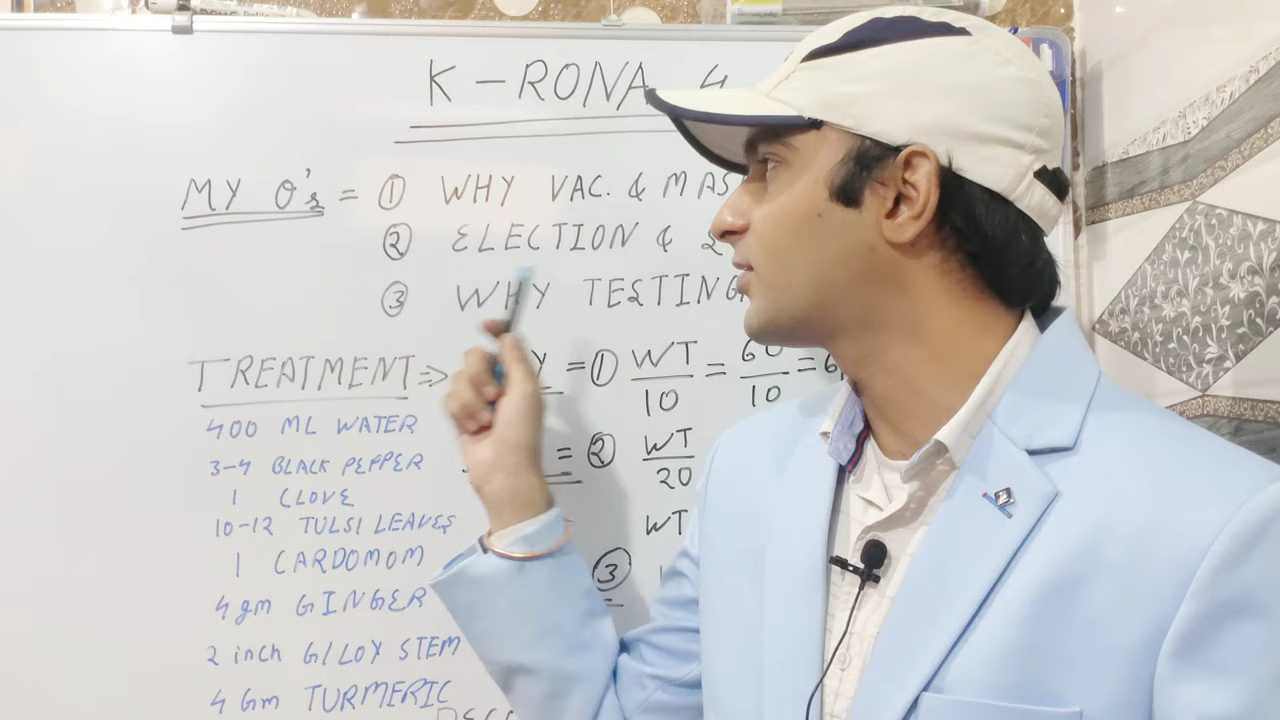 K-RONA 4
MY Q's = ① WHY VAC. & MAS
② ELECTION &
③ WHY TESTING
TREATMENT ⇒ Y = ① WT/10 = 60/10 = 6
400 ML WATER
3-4 BLACK PEPPER
= ② WT/20
1 CLOVE
10-12 TULSI LEAVES
WT
1 CARDOMOM
③
4 gm GINGER
2 inch GILOY STEM
4 Gm TURMERIC